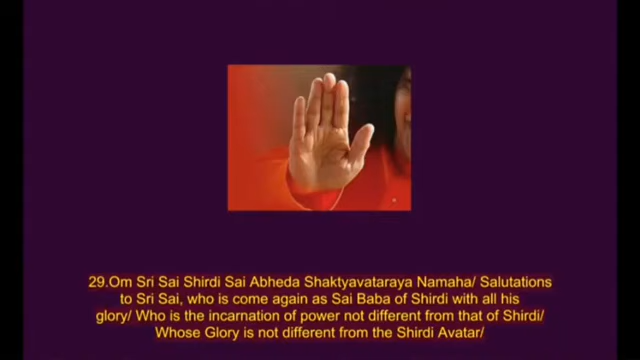 29.Om Sri Sai Shirdi Sai Abheda Shaktyavataraya Namaha/ Salutations
to Sri Sai, who is come again as Sai Baba of Shirdi with all his
glory/ Who is the incarnation of power not different from that of Shirdi/
Whose Glory is not different from the Shirdi Avatar/